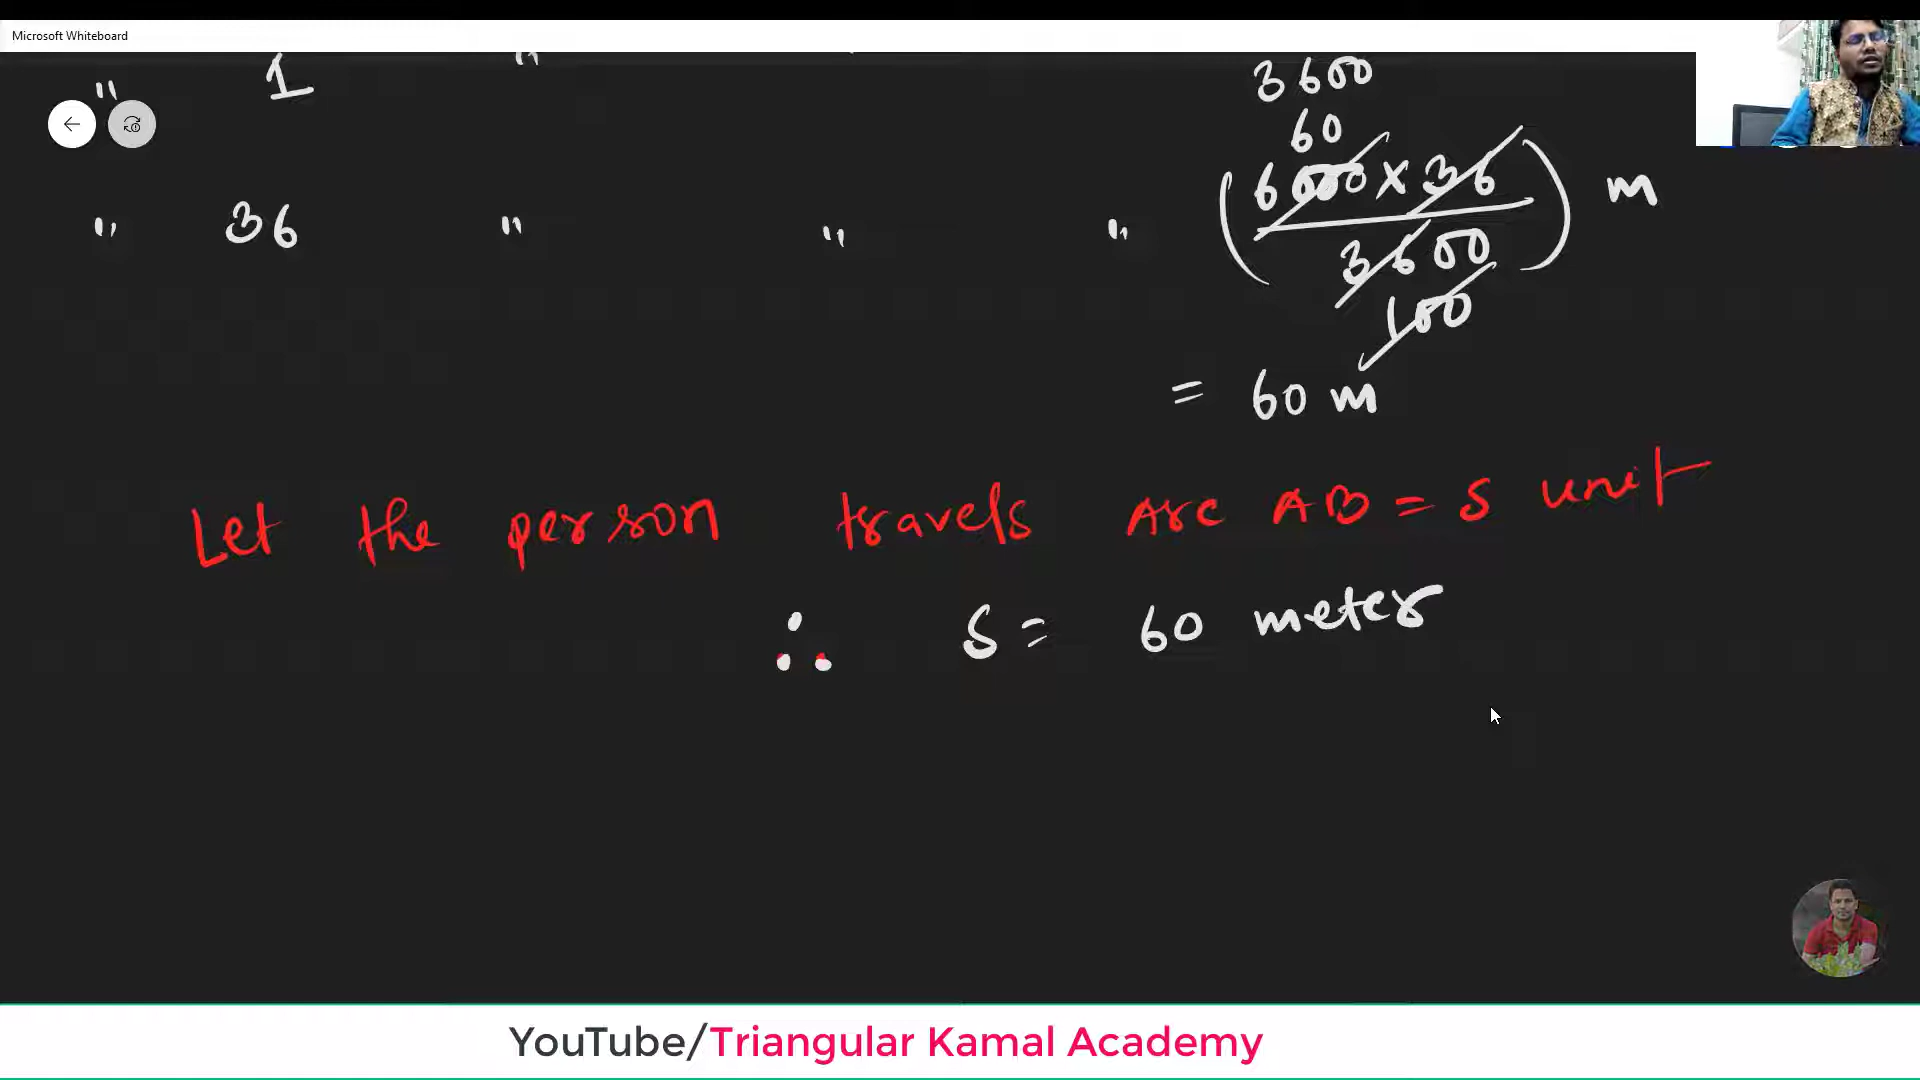 Microsoft Whiteboard
" 1 "
3600
60
" 36 " " " (6000 x 36 / 3600) m
100
= 60 m
Let the person travels Arc AB = S unit
∴ S = 60 meter
YouTube/Triangular Kamal Academy